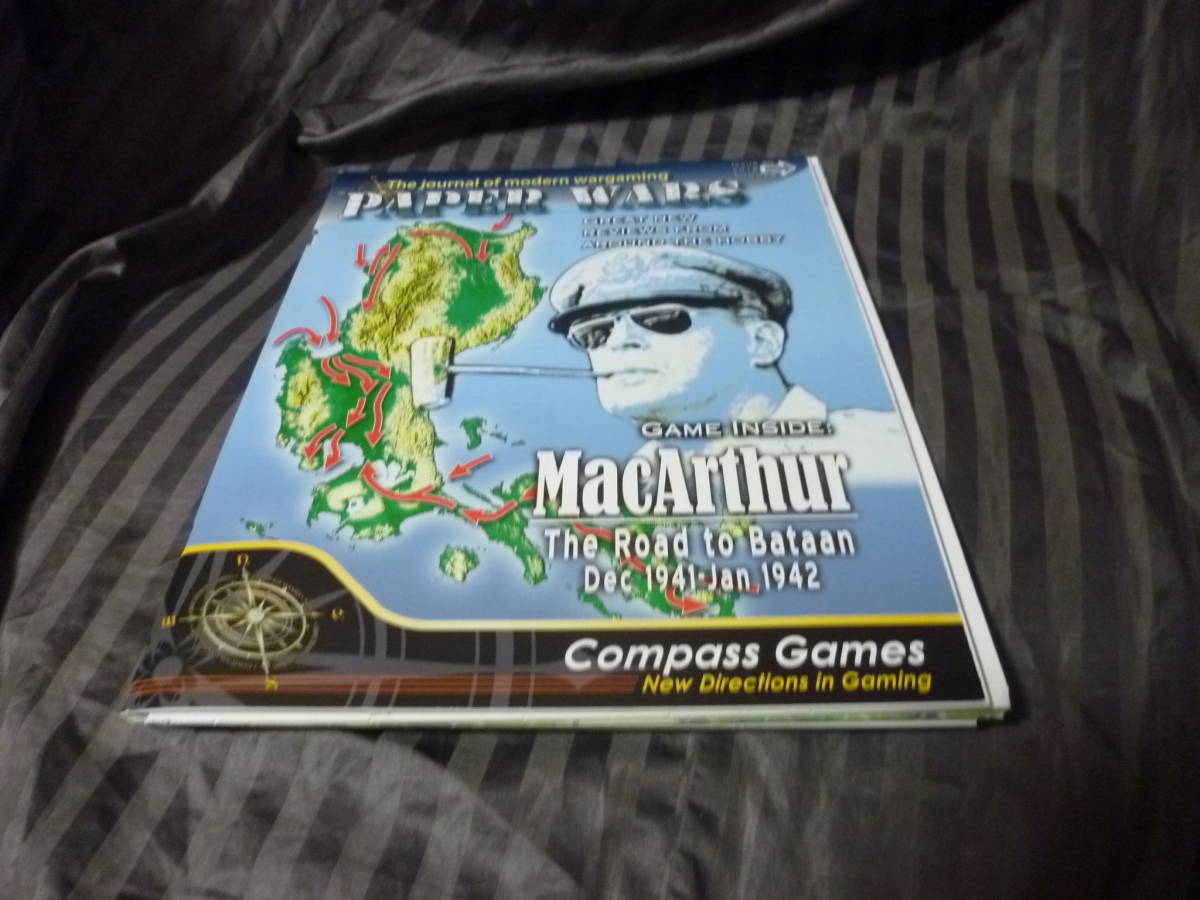 The journal of modern wargaming
PAPER WARS
GREAT NEW
REVIEWS FROM
AROUND THE HOBBY
GAME INSIDE:
MacArthur
The Road to Bataan
Dec 1941-Jan 1942
N
E
S
Compass Games
New Directions in Gaming